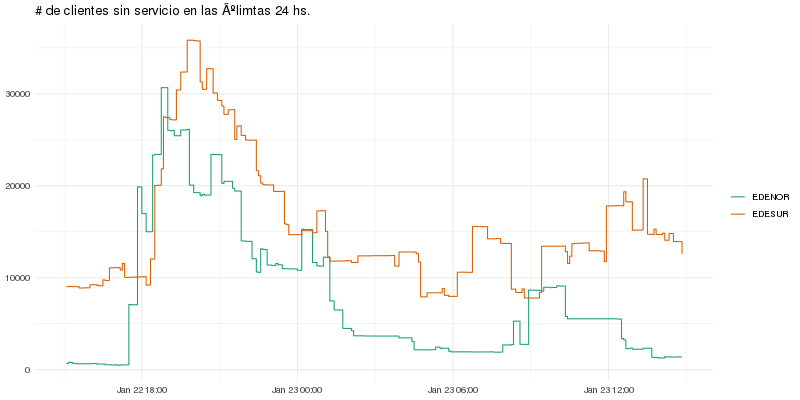 # de clientes sin servicio en las Ãºlimtas 24 hs.
30000
20000
10000
0
Jan 22 18:00
Jan 23 00:00
Jan 23 06:00
Jan 23 12:00
EDENOR
EDESUR